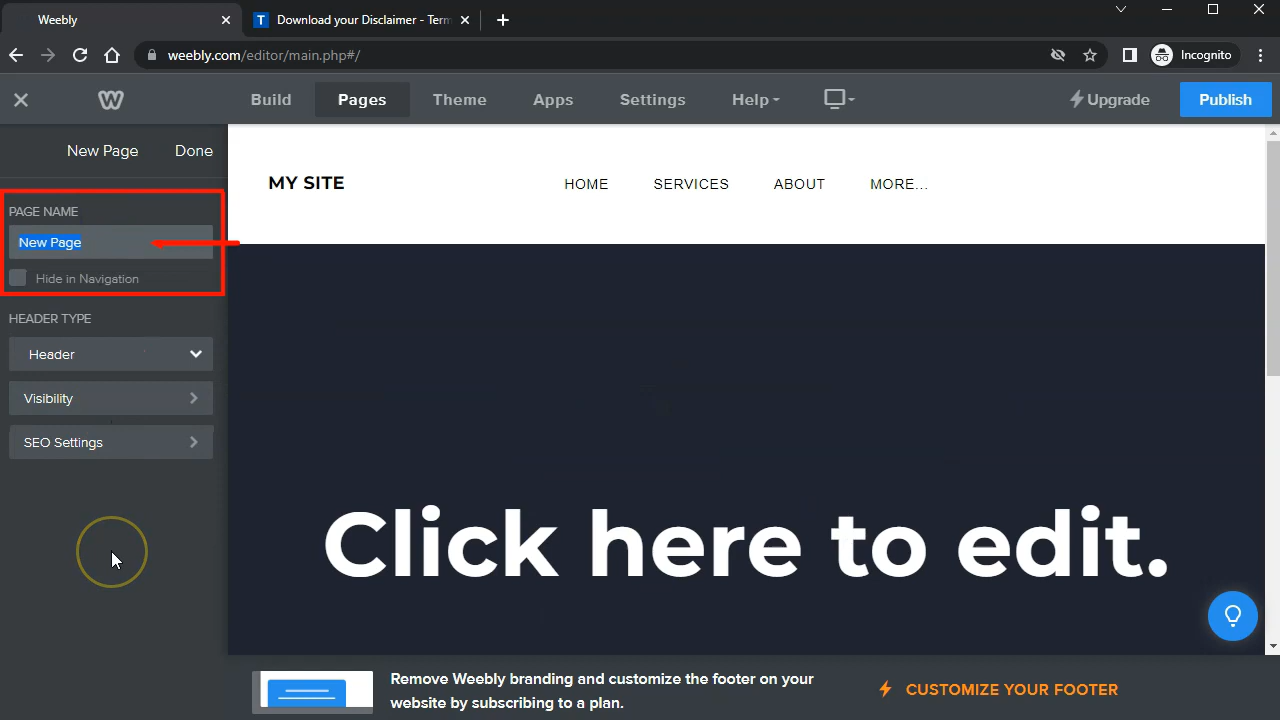 Weebly
Download your Disclaimer - Term
weebly.com/editor/main.php#/
Incognito
Build
Pages
Theme
Apps
Settings
Help
Upgrade
Publish
New Page
Done
MY SITE
HOME
SERVICES
ABOUT
MORE...
PAGE NAME
New Page
Hide in Navigation
HEADER TYPE
Header
Visibility
SEO Settings
Click here to edit.
Remove Weebly branding and customize the footer on your
website by subscribing to a plan.
CUSTOMIZE YOUR FOOTER